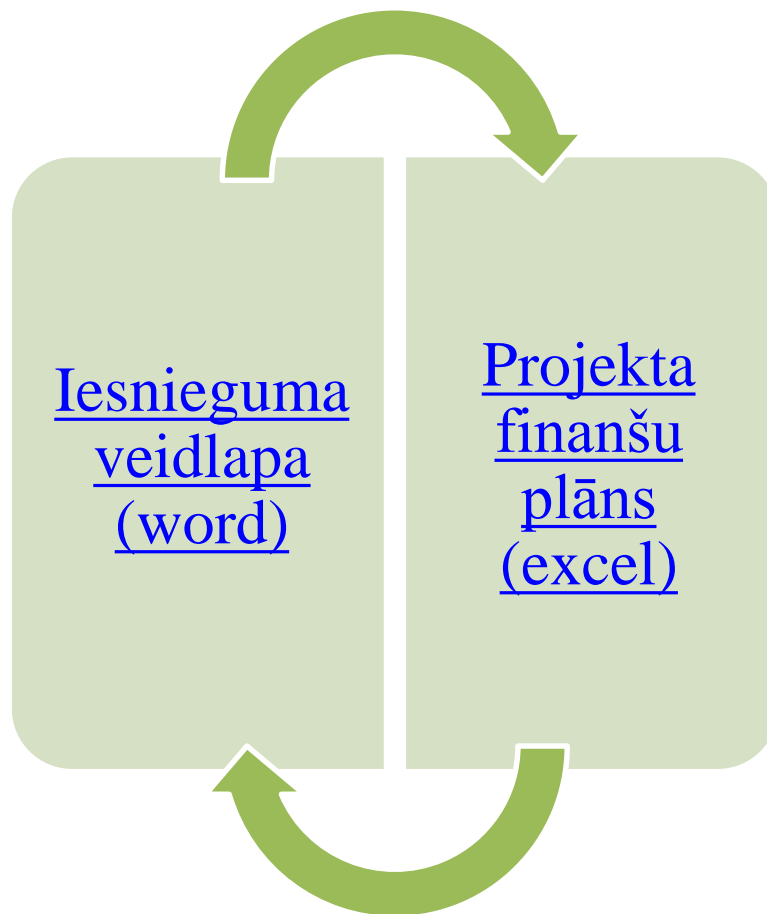 Iesnieguma
veidlapa
(word)
Projekta
finanšu
plāns
(excel)